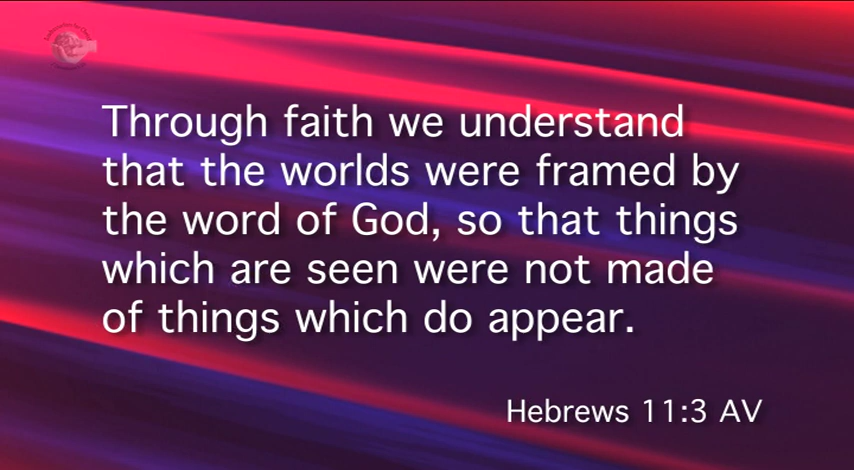 Through faith we understand
that the worlds were framed by
the word of God, so that things
which are seen were not made
of things which do appear.
Hebrews 11:3 AV